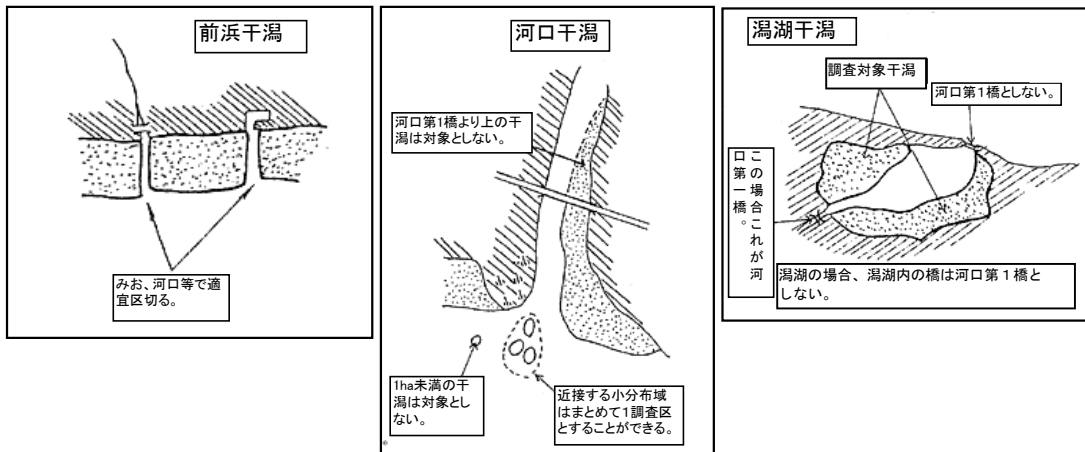 前浜干潟
みお、河口等で適
宜区切る。
河口干潟
河口第1橋より上の干
潟は対象としない。
1ha未満の干
潟は対象とし
ない。
近接する小分布域
はまとめて1調査区
とすることができる。
潟湖干潟
調査対象干潟
河口第1橋としない。
この場合これが河
口第一橋。
潟湖の場合、潟湖内の橋は河口第1橋と
しない。